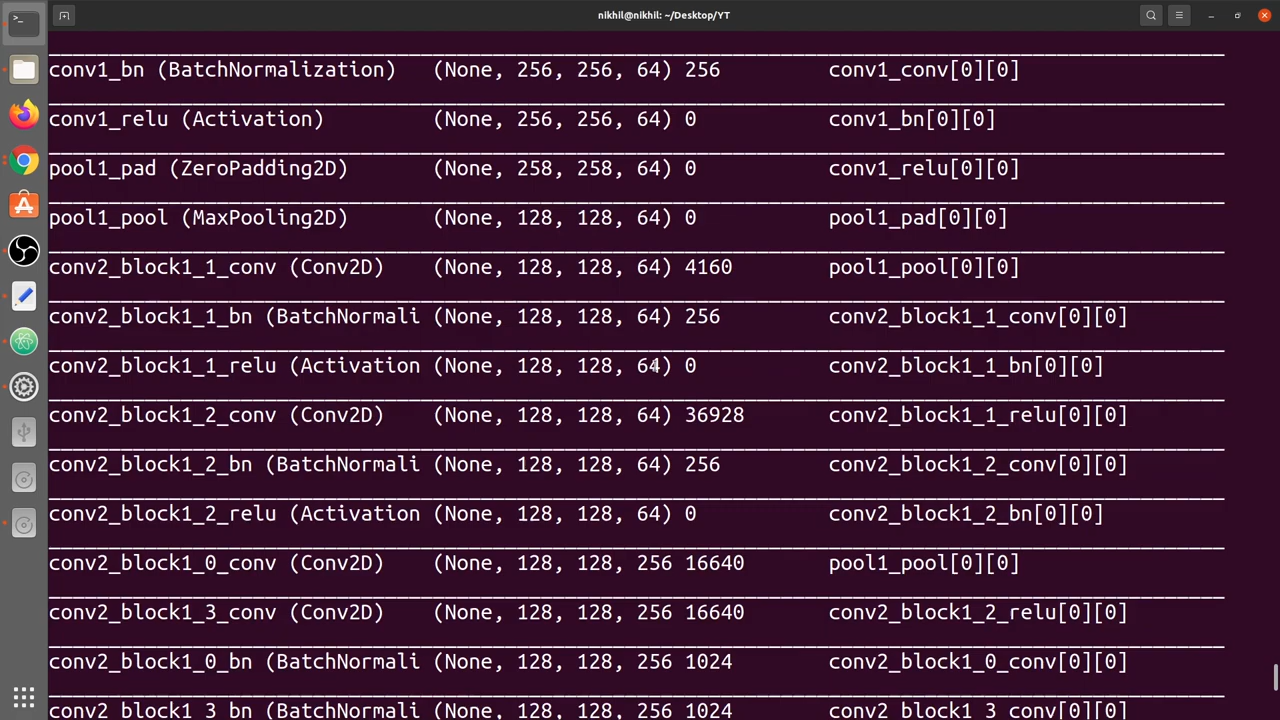 nikhil@nikhil: ~/Desktop/YT
conv1_bn (BatchNormalization) (None, 256, 256, 64) 256 conv1_conv[0][0]
conv1_relu (Activation) (None, 256, 256, 64) 0 conv1_bn[0][0]
pool1_pad (ZeroPadding2D) (None, 258, 258, 64) 0 conv1_relu[0][0]
pool1_pool (MaxPooling2D) (None, 128, 128, 64) 0 pool1_pad[0][0]
conv2_block1_1_conv (Conv2D) (None, 128, 128, 64) 4160 pool1_pool[0][0]
conv2_block1_1_bn (BatchNormali (None, 128, 128, 64) 256 conv2_block1_1_conv[0][0]
conv2_block1_1_relu (Activation (None, 128, 128, 64) 0 conv2_block1_1_bn[0][0]
conv2_block1_2_conv (Conv2D) (None, 128, 128, 64) 36928 conv2_block1_1_relu[0][0]
conv2_block1_2_bn (BatchNormali (None, 128, 128, 64) 256 conv2_block1_2_conv[0][0]
conv2_block1_2_relu (Activation (None, 128, 128, 64) 0 conv2_block1_2_bn[0][0]
conv2_block1_0_conv (Conv2D) (None, 128, 128, 256 16640 pool1_pool[0][0]
conv2_block1_3_conv (Conv2D) (None, 128, 128, 256 16640 conv2_block1_2_relu[0][0]
conv2_block1_0_bn (BatchNormali (None, 128, 128, 256 1024 conv2_block1_0_conv[0][0]
conv2_block1_3_bn (BatchNormali (None, 128, 128, 256 1024 conv2_block1_3_conv[0][0]